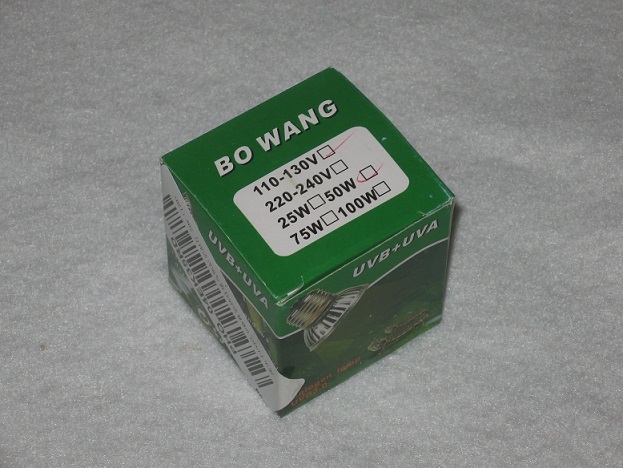 BO WANG
110-130V☐
220-240V☐
25W☐50W☐
75W☐100W☐
UVB+UVA
UVB+UVA